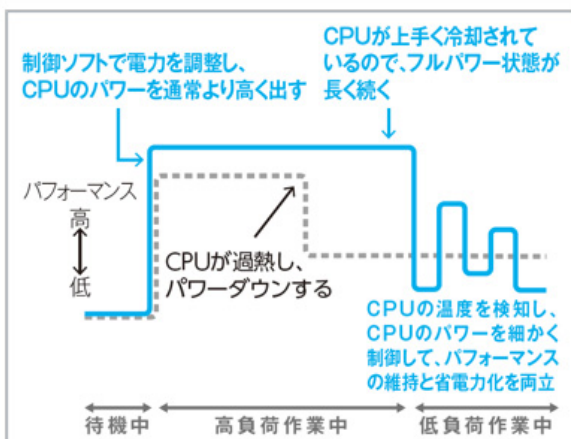 制御ソフトで電力を調整し、
CPUのパワーを通常より高く出す
CPUが上手く冷却されて
いるので、フルパワー状態が
長く続く
パフォーマンス
高
低
CPUが過熱し、
パワーダウンする
CPUの温度を検知し、
CPUのパワーを細かく
制御して、パフォーマンス
の維持と省電力化を両立
待機中
高負荷作業中
低負荷作業中